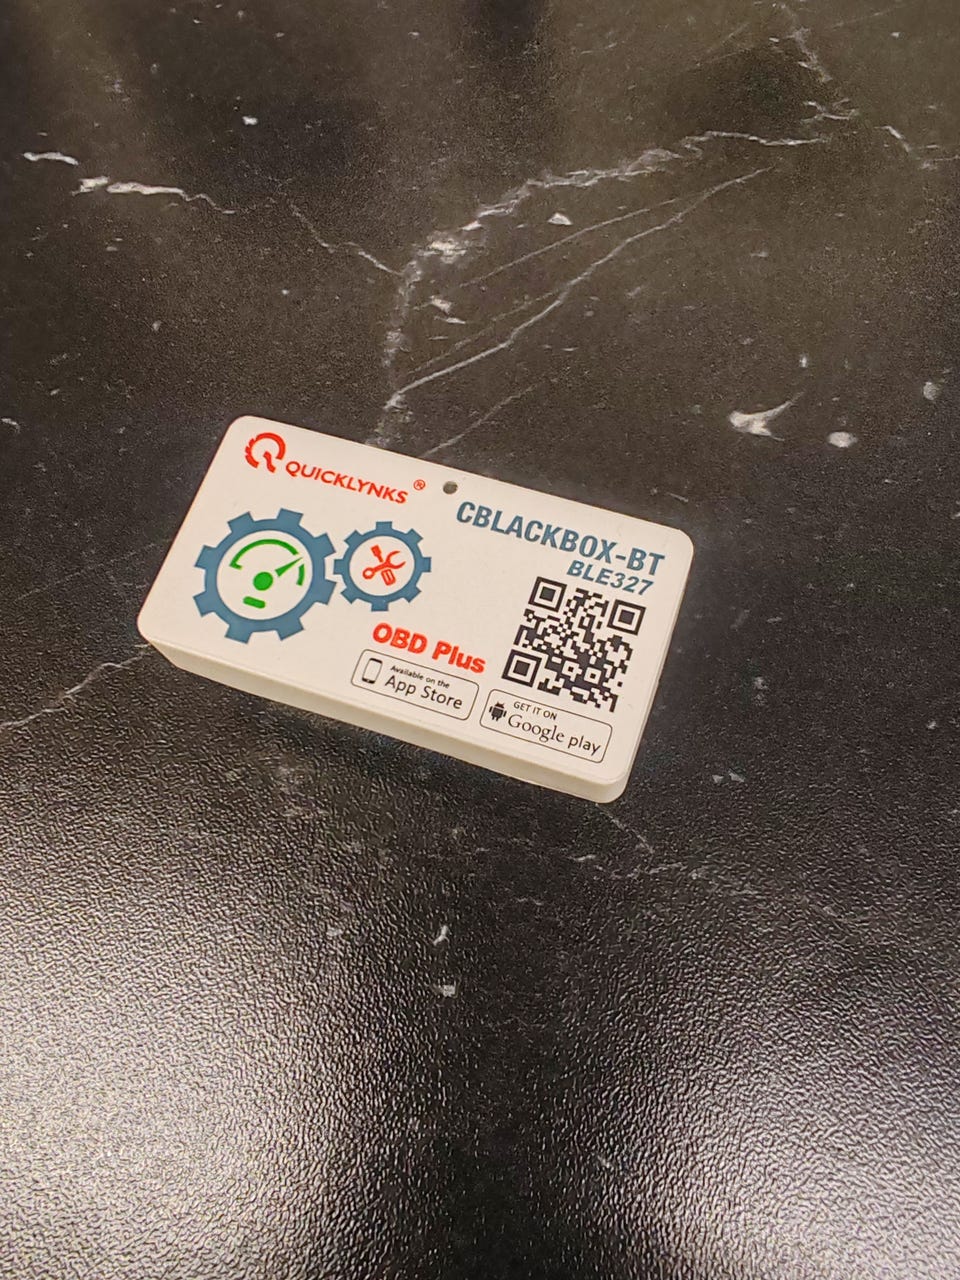 QUICKLYNKS ®
CBLACKBOX-BT
BLE327
OBD Plus
Available on the
App Store
GET IT ON
Google play